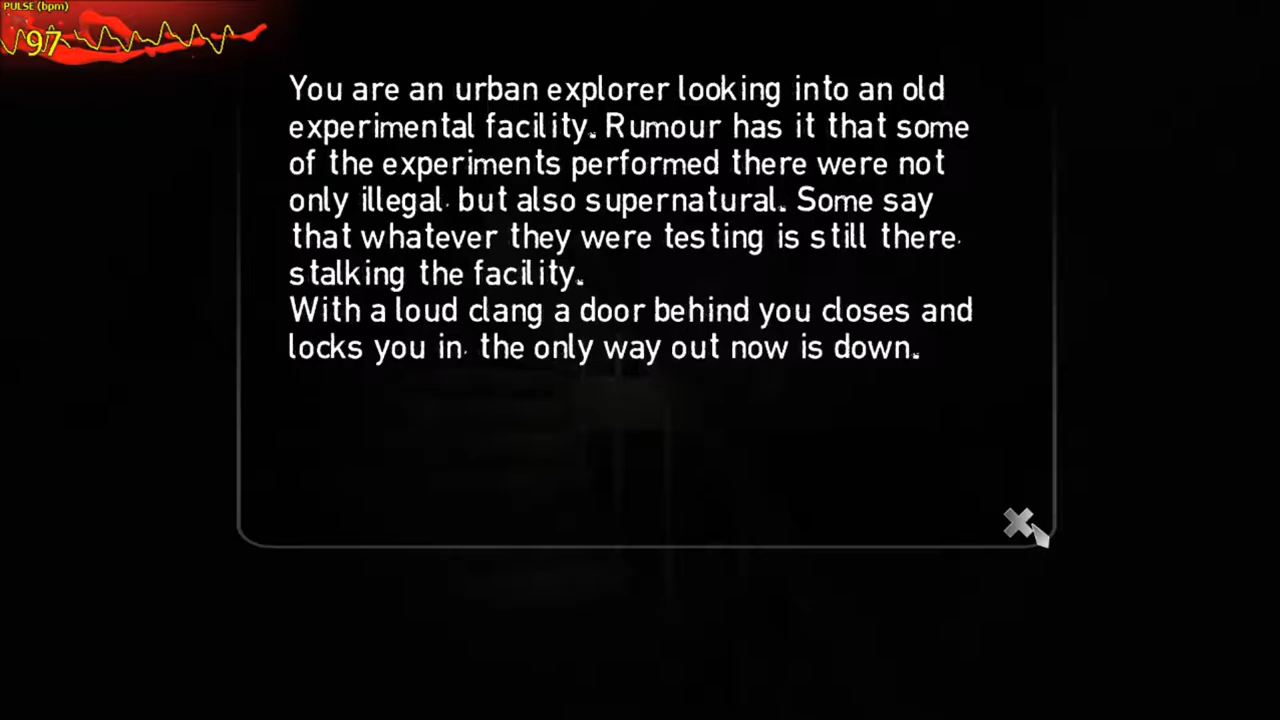 PULSE (bpm)
97
You are an urban explorer looking into an old
experimental facility. Rumour has it that some
of the experiments performed there were not
only illegal, but also supernatural. Some say
that whatever they were testing is still there,
stalking the facility.
With a loud clang a door behind you closes and
locks you in, the only way out now is down.